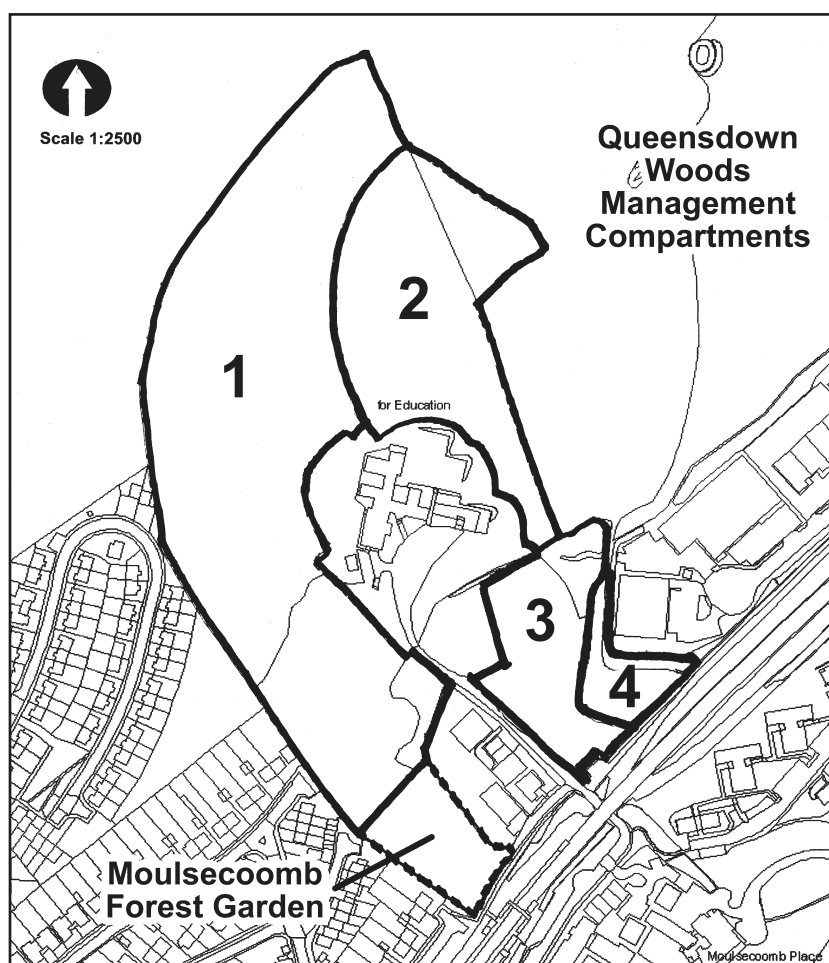 Scale 1:2500
Queensdown
Woods
Management
Compartments
2
1
for Education
3
4
Moulsecoomb
Forest Garden
Moulsecoomb Place